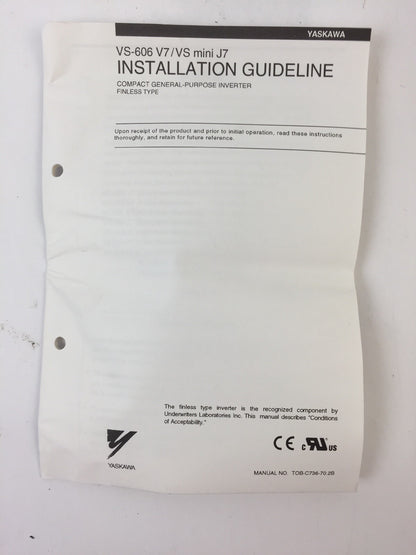 YASKAWA
VS-606 V7/VS mini J7
INSTALLATION GUIDELINE
COMPACT GENERAL-PURPOSE INVERTER
FINLESS TYPE
Upon receipt of the product and prior to initial operation, read these instructions
thoroughly, and retain for future reference.
The finless type inverter is the recognized component by
Underwriters Laboratories Inc. This manual describes "Conditions
of Acceptability."
CE c RU US
YASKAWA
MANUAL NO. TOB-C736-70.2B